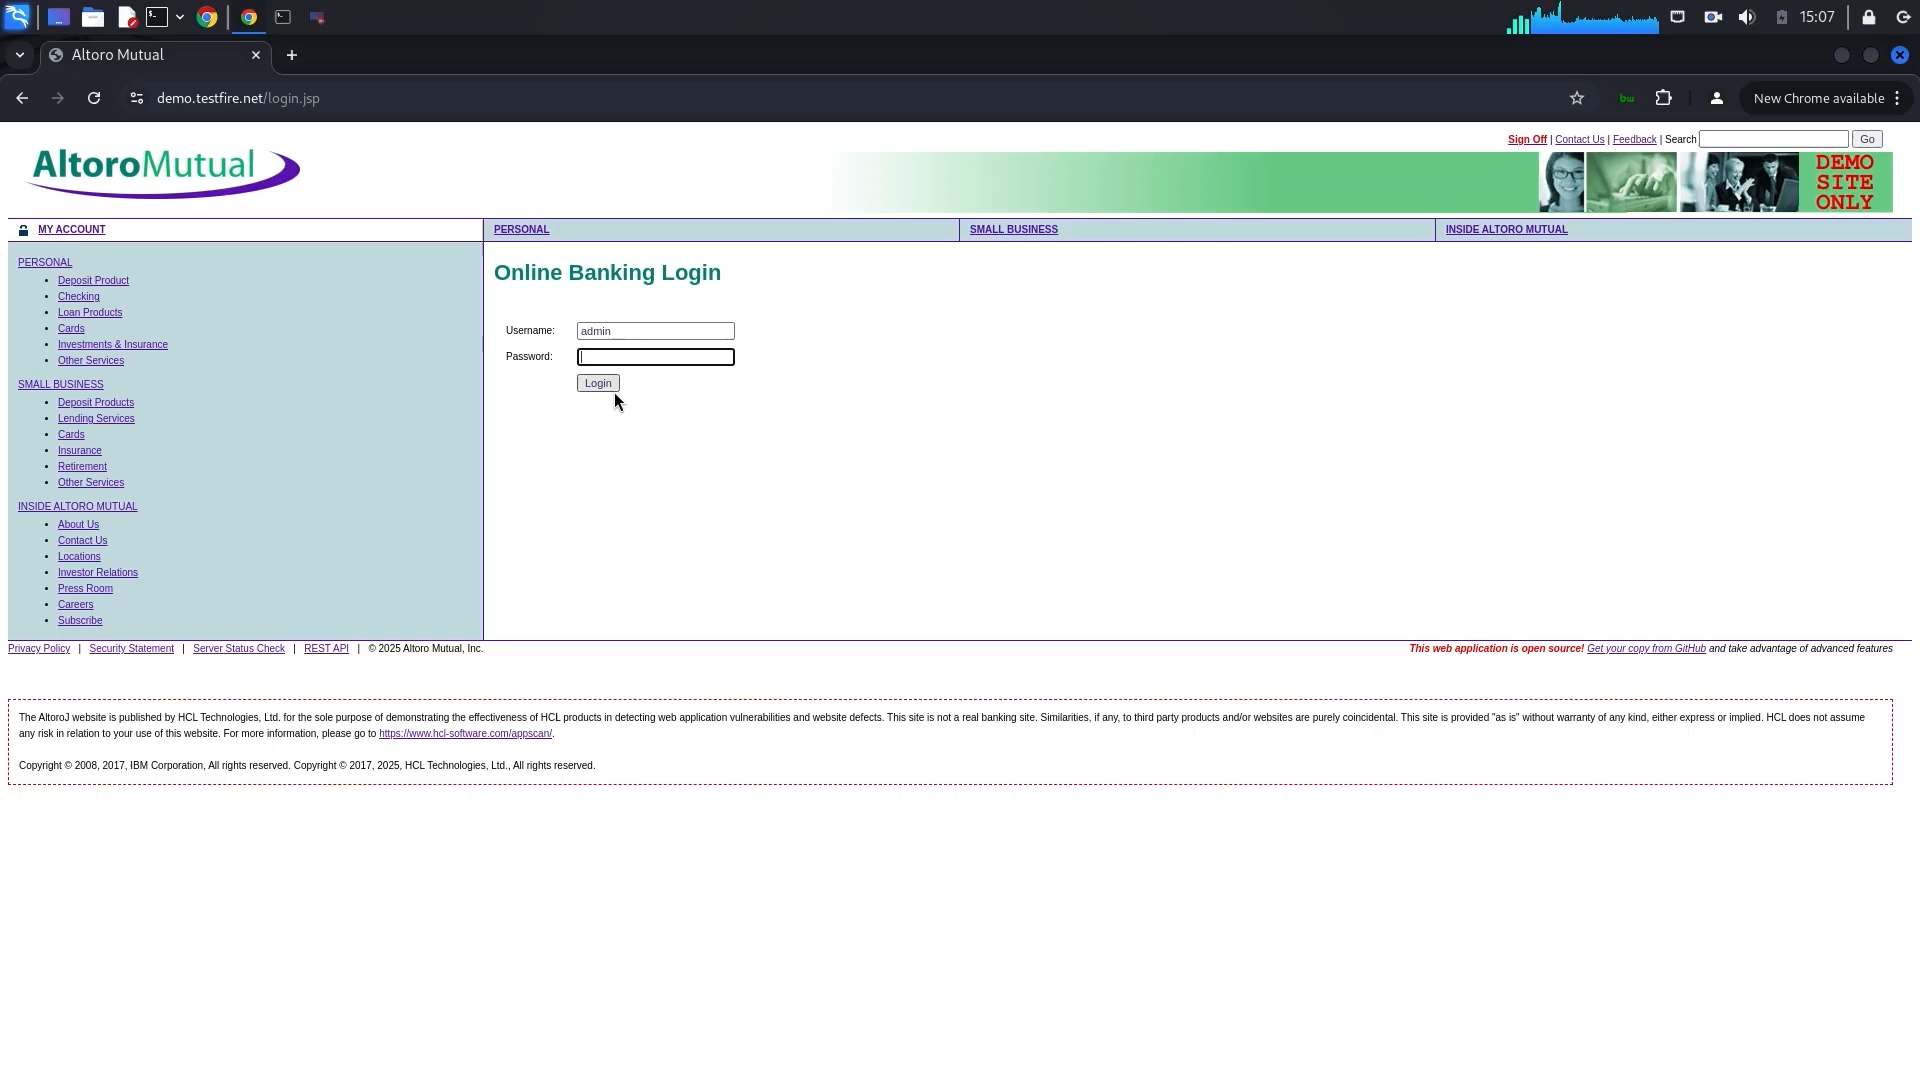 15:07
Altoro Mutual
demo.testfire.net/login.jsp
bw
New Chrome available
Sign Off | Contact Us | Feedback | Search
Go
AltoroMutual
DEMO
SITE
ONLY
MY ACCOUNT
PERSONAL
SMALL BUSINESS
INSIDE ALTORO MUTUAL
PERSONAL
Deposit Product
Checking
Loan Products
Cards
Investments & Insurance
Other Services
SMALL BUSINESS
Deposit Products
Lending Services
Cards
Insurance
Retirement
Other Services
INSIDE ALTORO MUTUAL
About Us
Contact Us
Locations
Investor Relations
Press Room
Careers
Subscribe
Online Banking Login
Username: admin
Password:
Login
Privacy Policy | Security Statement | Server Status Check | REST API | © 2025 Altoro Mutual, Inc.
This web application is open source! Get your copy from GitHub and take advantage of advanced features
The AltoroJ website is published by HCL Technologies, Ltd. for the sole purpose of demonstrating the effectiveness of HCL products in detecting web application vulnerabilities and website defects. This site is not a real banking site. Similarities, if any, to third party products and/or websites are purely coincidental. This site is provided "as is" without warranty of any kind, either express or implied. HCL does not assume
any risk in relation to your use of this website. For more information, please go to https://www.hcl-software.com/appscan/.
Copyright © 2008, 2017, IBM Corporation, All rights reserved. Copyright © 2017, 2025, HCL Technologies, Ltd., All rights reserved.